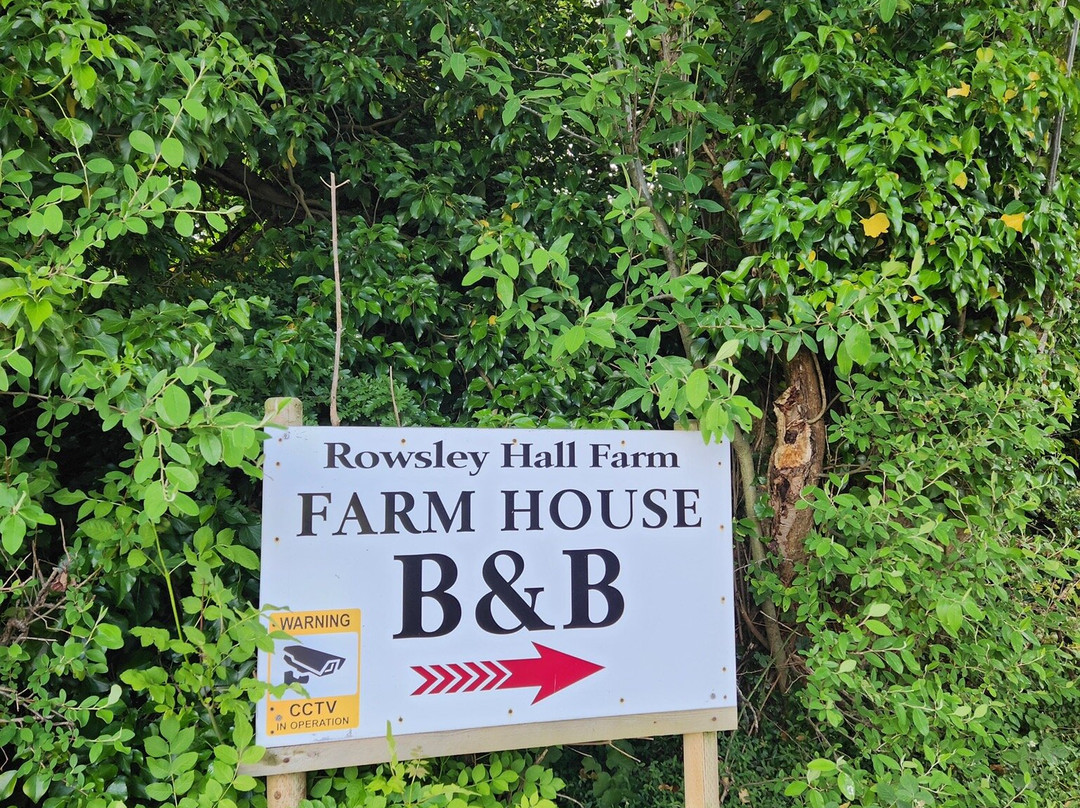 Rowsley Hall Farm
FARM HOUSE
B&B
WARNING
CCTV
IN OPERATION